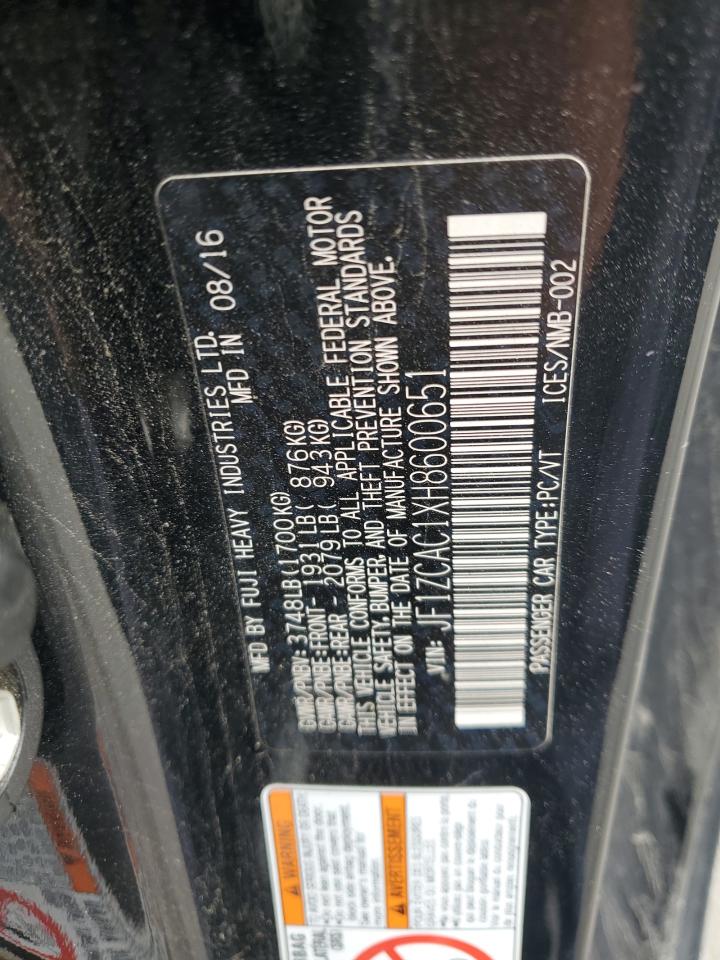 MFD BY FUJI HEAVY INDUSTRIES LTD.
MFD IN 08/16
GVWR/PNBV: 3748LB(1700KG)
GAWR/PNBE:FRONT- 1931LB( 876KG)
GAWR/PNBE:REAR - 2079LB( 943KG)
THIS VEHICLE CONFORMS TO ALL APPLICABLE FEDERAL MOTOR
VEHICLE SAFETY, BUMPER, AND THEFT PREVENTION STANDARDS
IN EFFECT ON THE DATE OF MANUFACTURE SHOWN ABOVE.
VIN: JF1ZCAC1XH8600651
PASSENGER CAR TYPE:PC/VT ICES/NMB-002
WARNING
AVERTISSEMENT